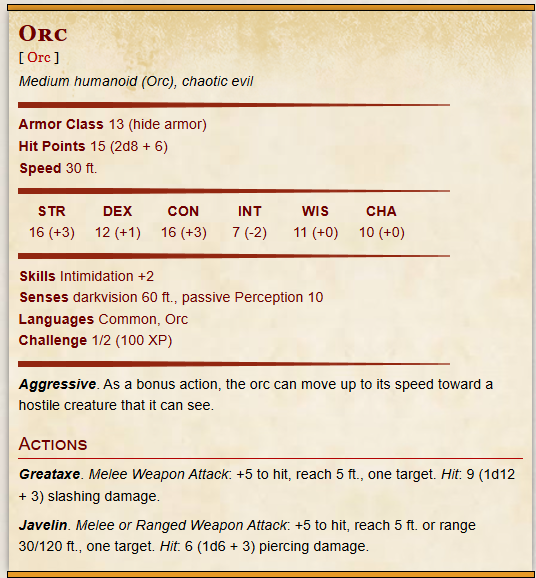 Orc
[ Orc ]
Medium humanoid (Orc), chaotic evil
Armor Class 13 (hide armor)
Hit Points 15 (2d8 + 6)
Speed 30 ft.
STR DEX CON INT WIS CHA
16 (+3) 12 (+1) 16 (+3) 7 (-2) 11 (+0) 10 (+0)
Skills Intimidation +2
Senses darkvision 60 ft., passive Perception 10
Languages Common, Orc
Challenge 1/2 (100 XP)
Aggressive. As a bonus action, the orc can move up to its speed toward a
hostile creature that it can see.
Actions
Greataxe. Melee Weapon Attack: +5 to hit, reach 5 ft., one target. Hit: 9 (1d12
+ 3) slashing damage.
Javelin. Melee or Ranged Weapon Attack: +5 to hit, reach 5 ft. or range
30/120 ft., one target. Hit: 6 (1d6 + 3) piercing damage.